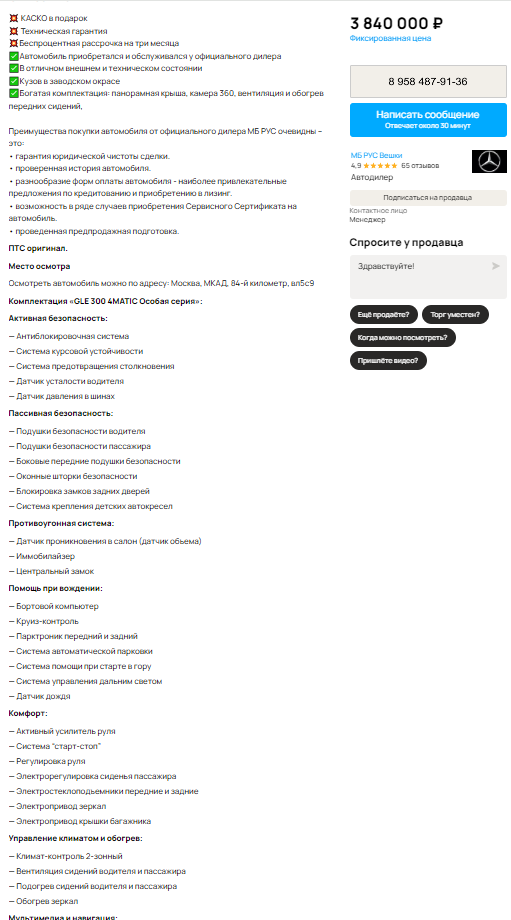 КАСКО в подарок
Техническая гарантия
Беспроцентная рассрочка на три месяца
Автомобиль приобретался и обслуживался у официального дилера
В отличном внешнем и техническом состоянии
Кузов в заводском окрасе
Богатая комплектация: панорамная крыша, камера 360, вентиляция и обогрев
передних сидений,
Преимущества покупки автомобиля от официального дилера МБ РУС очевидны –
это:
• гарантия юридической чистоты сделки.
• проверенная история автомобиля.
• разнообразие форм оплаты автомобиля - наиболее привлекательные
предложения по кредитованию и приобретению в лизинг.
• возможность в ряде случаев приобретения Сервисного Сертификата на
автомобиль.
• проведенная предпродажная подготовка.
ПТС оригинал.
Место осмотра
Осмотреть автомобиль можно по адресу: Москва, МКАД, 84-й километр, вл5с9
Комплектация «GLE 300 4MATIC Особая серия»:
Активная безопасность:
— Антиблокировочная система
— Система курсовой устойчивости
— Система предотвращения столкновения
— Датчик усталости водителя
— Датчик давления в шинах
Пассивная безопасность:
— Подушки безопасности водителя
— Подушки безопасности пассажира
— Боковые передние подушки безопасности
— Оконные шторки безопасности
— Блокировка замков задних дверей
— Система крепления детских автокресел
Противоугонная система:
— Датчик проникновения в салон (датчик объема)
— Иммобилайзер
— Центральный замок
Помощь при вождении:
— Бортовой компьютер
— Круиз-контроль
— Парктроник передний и задний
— Система автоматической парковки
— Система помощи при старте в гору
— Система управления дальним светом
— Датчик дождя
Комфорт:
— Активный усилитель руля
— Система “старт-стоп”
— Регулировка руля
— Электрорегулировка сиденья пассажира
— Электростеклоподъемники передние и задние
— Электропривод зеркал
— Электропривод крышки багажника
Управление климатом и обогрев:
— Климат-контроль 2-зонный
— Вентиляция сидений водителя и пассажира
— Подогрев сидений водителя и пассажира
— Обогрев зеркал
Мультимедиа и навигация:
3 840 000 ₽
Фиксированная цена
8 958 487-91-36
Написать сообщение
Отвечает около 30 минут
МБ РУС Вешки
4,9 ★★★★★ 65 отзывов
Автодилер
Подписаться на продавца
Контактное лицо
Менеджер
Спросите у продавца
Здравствуйте!
Ещё продаёте?
Торг уместен?
Когда можно посмотреть?
Пришлёте видео?